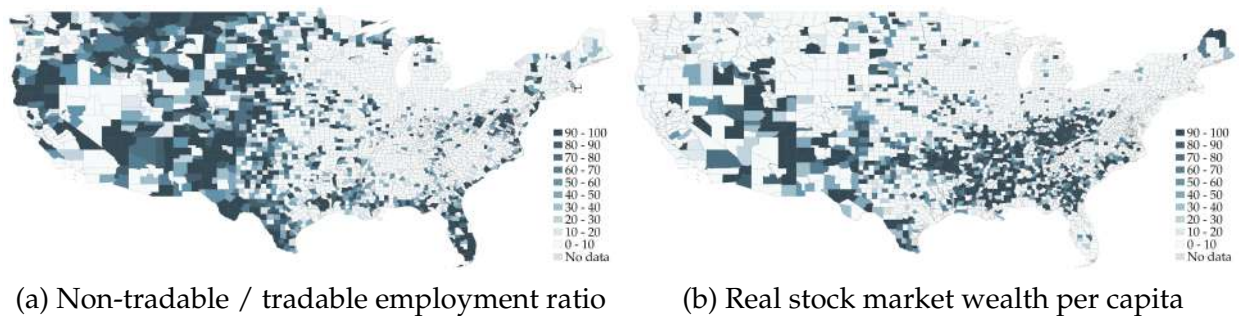 90 - 100
80 - 90
70 - 80
60 - 70
50 - 60
40 - 50
30 - 40
20 - 30
10 - 20
0 - 10
No data
90 - 100
80 - 90
70 - 80
60 - 70
50 - 60
40 - 50
30 - 40
20 - 30
10 - 20
0 - 10
No data
(a) Non-tradable / tradable employment ratio
(b) Real stock market wealth per capita